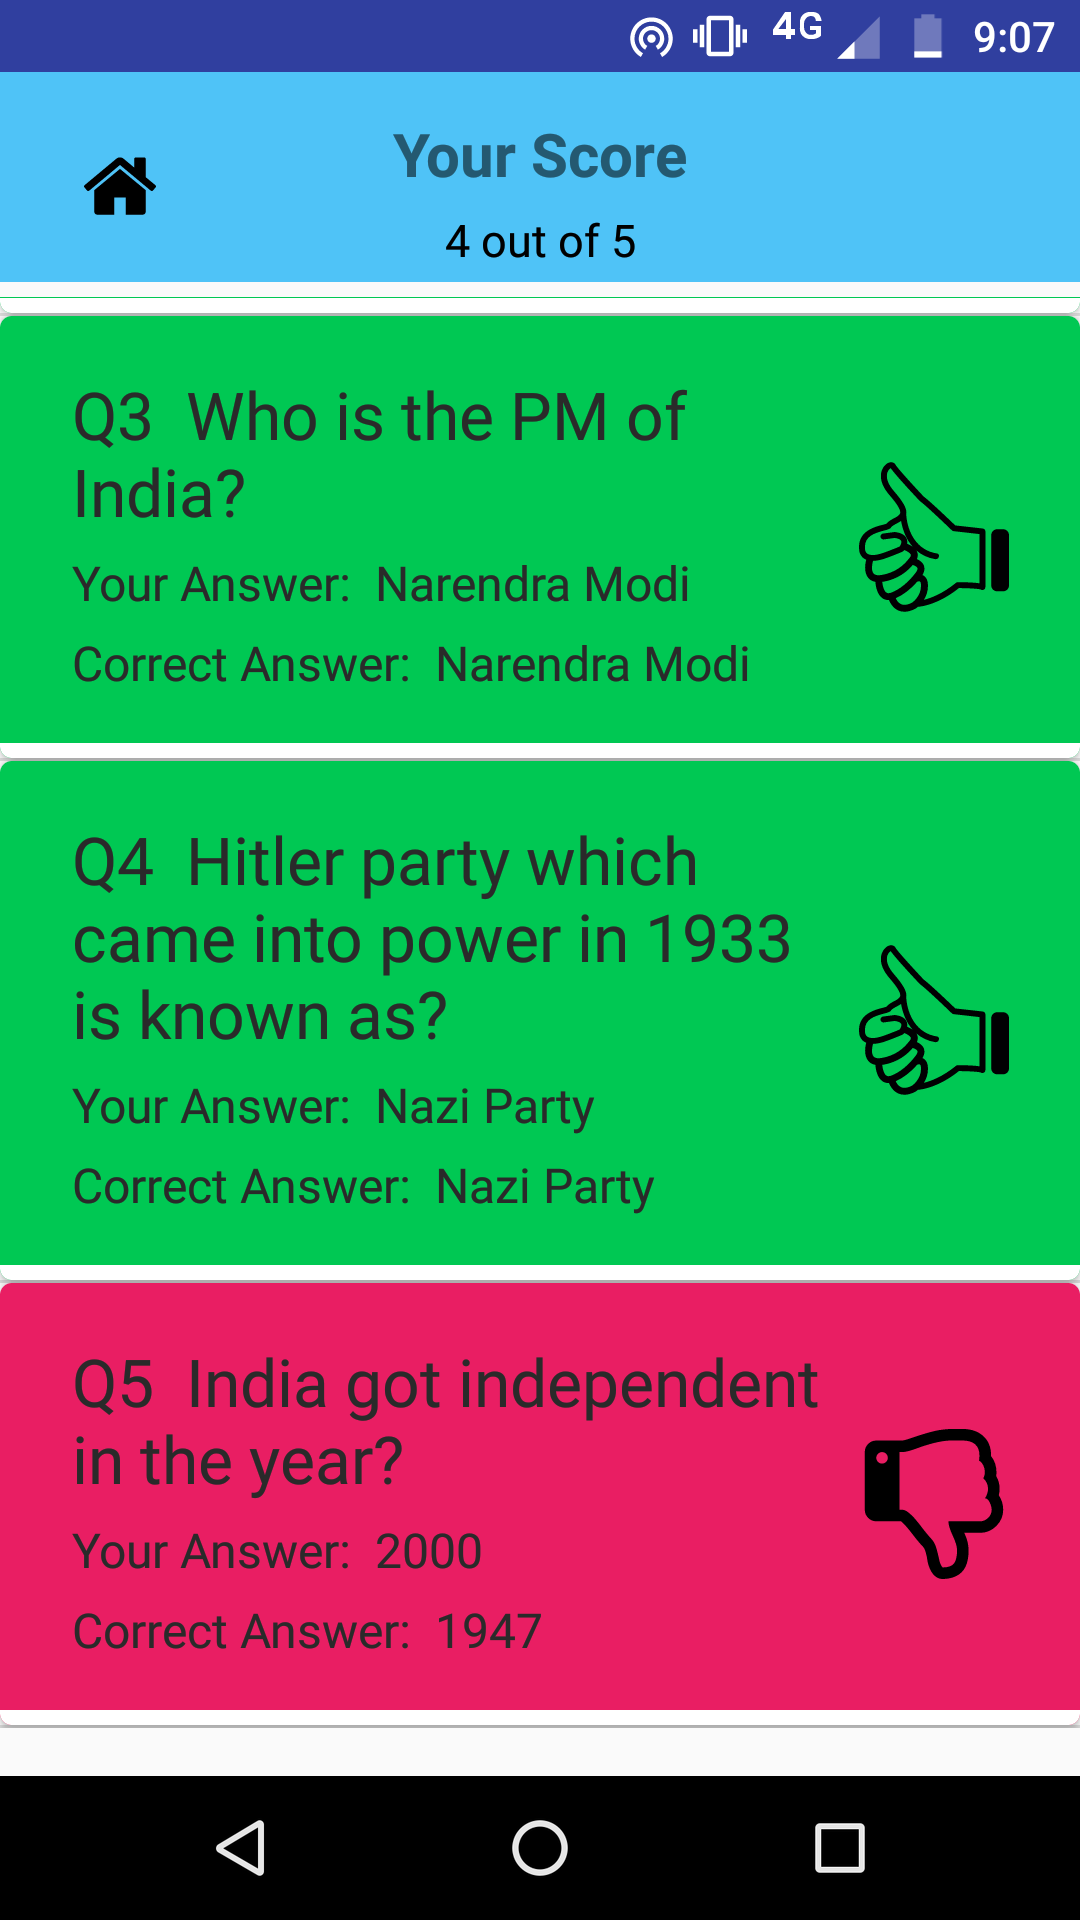 4G 9:07
Your Score
4 out of 5
Q3 Who is the PM of
India?
Your Answer: Narendra Modi
Correct Answer: Narendra Modi
Q4 Hitler party which
came into power in 1933
is known as?
Your Answer: Nazi Party
Correct Answer: Nazi Party
Q5 India got independent
in the year?
Your Answer: 2000
Correct Answer: 1947